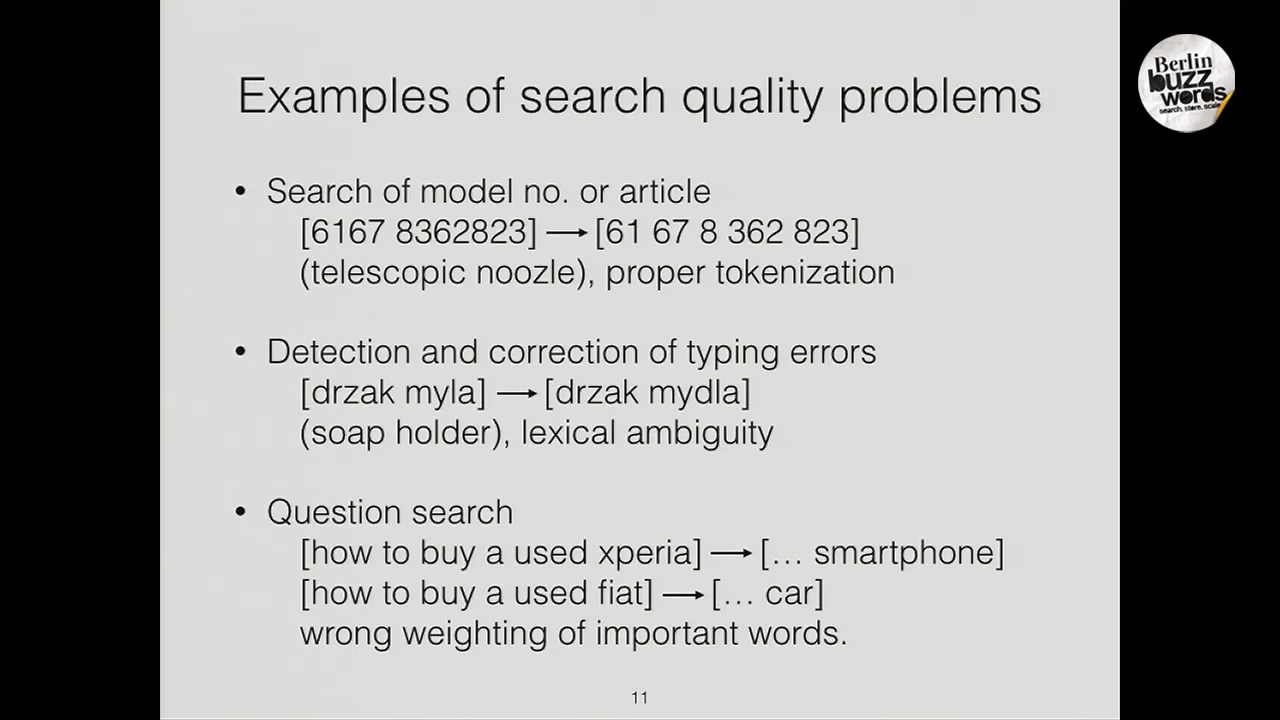 Examples of search quality problems
• Search of model no. or article
[6167 8362823] → [61 67 8 362 823]
(telescopic noozle), proper tokenization
• Detection and correction of typing errors
[drzak myla] → [drzak mydla]
(soap holder), lexical ambiguity
• Question search
[how to buy a used xperia] → [... smartphone]
[how to buy a used fiat] → [... car]
wrong weighting of important words.
11
Berlin
buzz
words
search. store. scale.